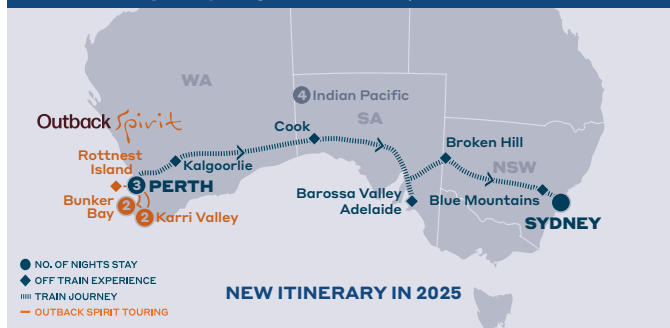 WA
4 Indian Pacific
Outback Spirit
SA
Cook
Broken Hill
NSW
Rottnest
Island
Kalgoorlie
3 PERTH
Bunker
Bay
2
2 Karri Valley
Barossa Valley
Adelaide
Blue Mountains
SYDNEY
NO. OF NIGHTS STAY
OFF TRAIN EXPERIENCE
TRAIN JOURNEY
OUTBACK SPIRIT TOURING
NEW ITINERARY IN 2025